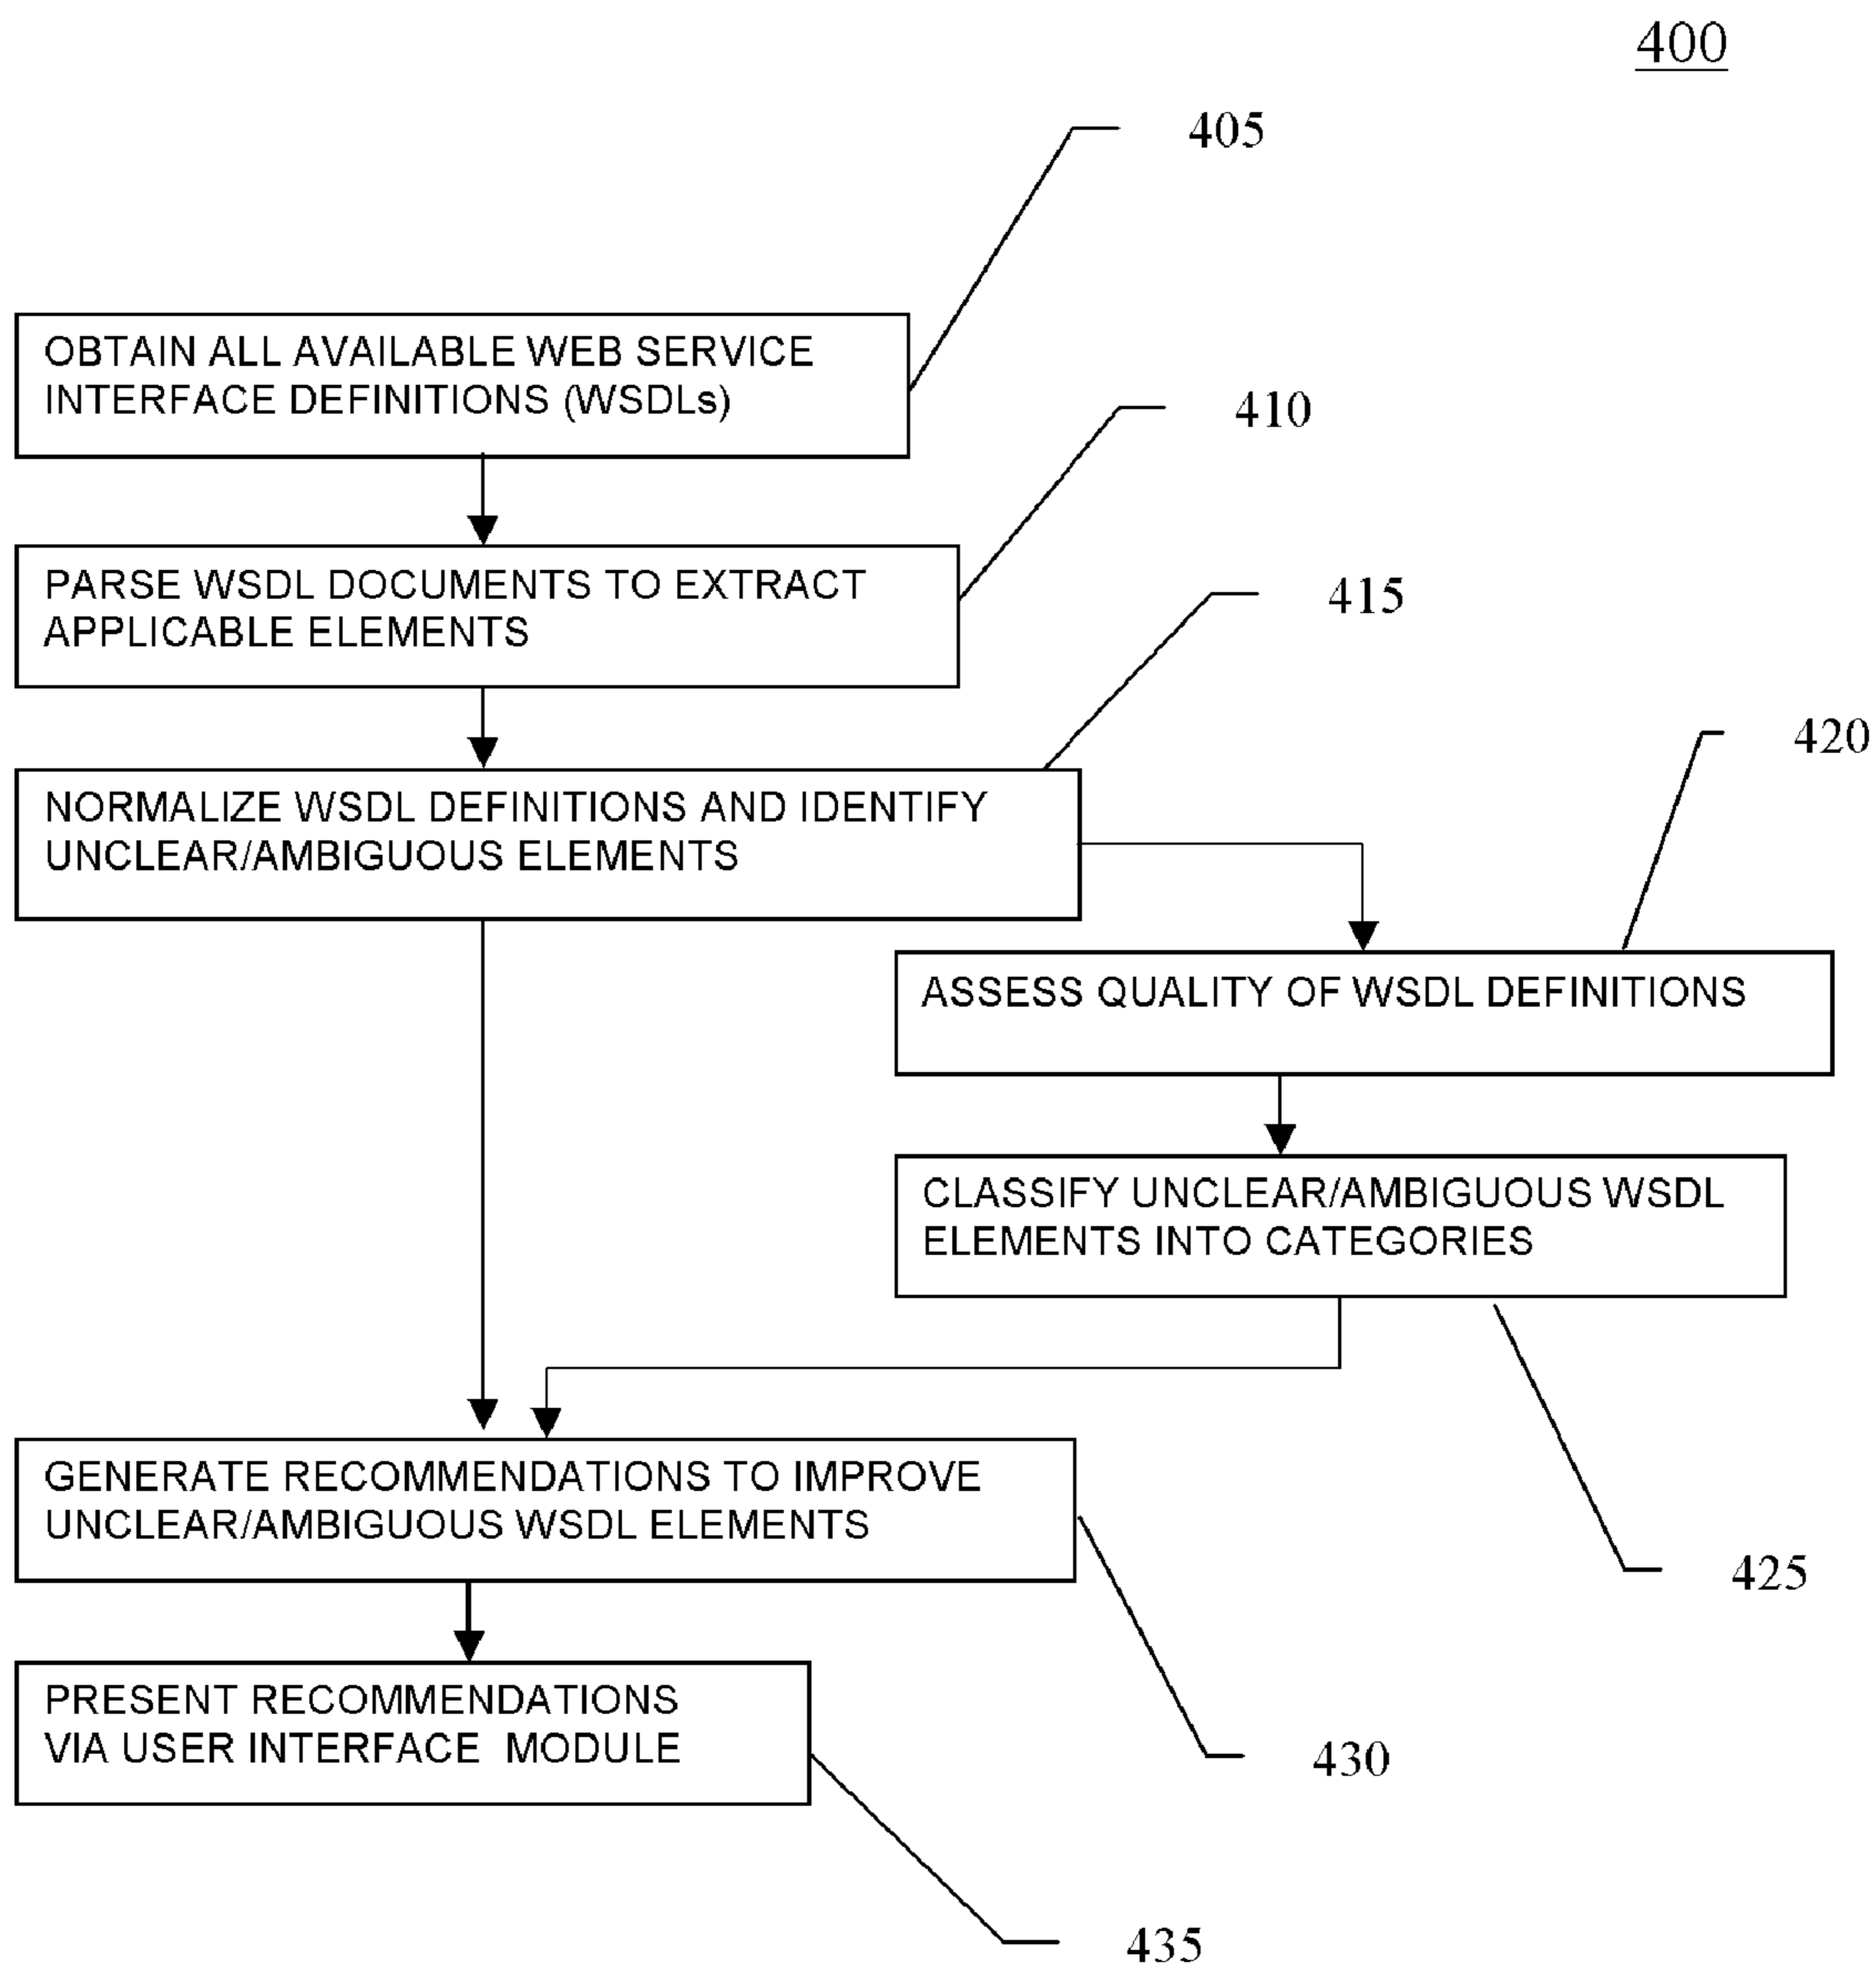 400
405
OBTAIN ALL AVAILABLE WEB SERVICE
INTERFACE DEFINITIONS (WSDLs)
410
PARSE WSDL DOCUMENTS TO EXTRACT
APPLICABLE ELEMENTS
415
NORMALIZE WSDL DEFINITIONS AND IDENTIFY
UNCLEAR/AMBIGUOUS ELEMENTS
420
ASSESS QUALITY OF WSDL DEFINITIONS
CLASSIFY UNCLEAR/AMBIGUOUS WSDL
ELEMENTS INTO CATEGORIES
425
GENERATE RECOMMENDATIONS TO IMPROVE
UNCLEAR/AMBIGUOUS WSDL ELEMENTS
430
PRESENT RECOMMENDATIONS
VIA USER INTERFACE MODULE
435